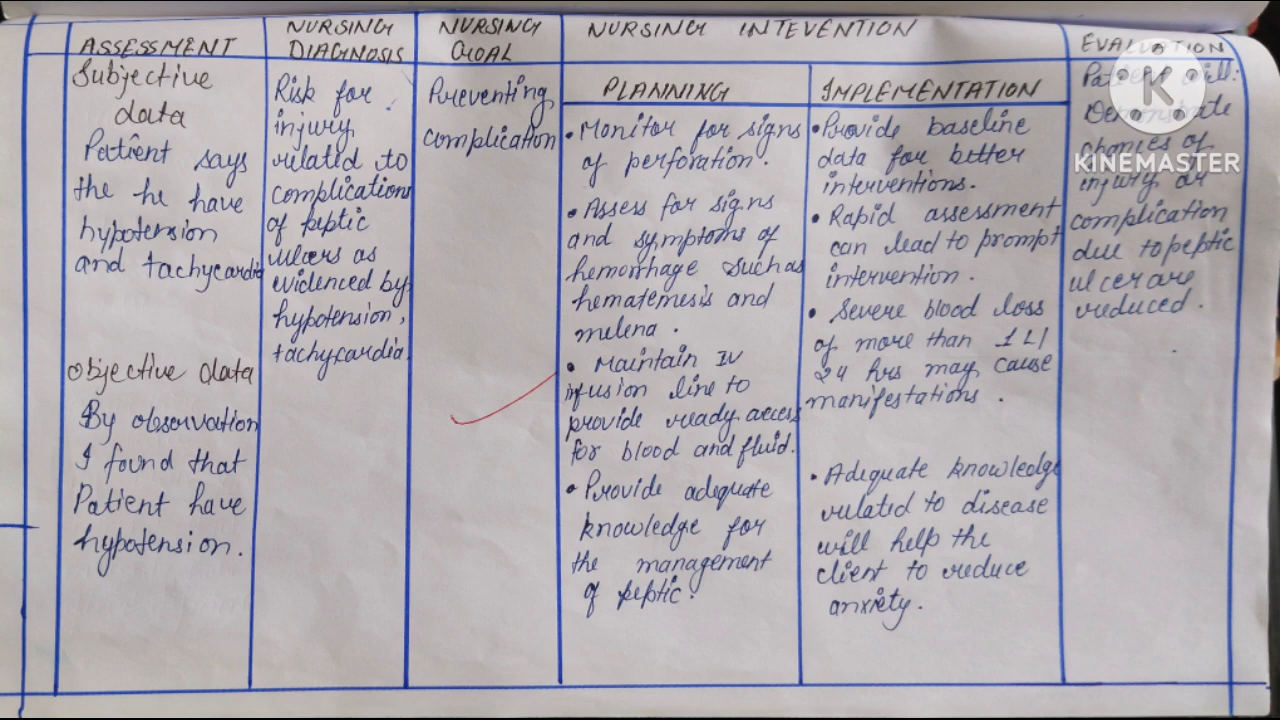 ASSESSMENT
Subjective
data
Patient says
the he have
hypotension
and tachycardia
Objective data
By observation
I found that
Patient have
hypotension.
NURSING
DIAGNOSIS
Risk for
injury
related to
complications
of peptic
ulcers as
evidenced by
hypotension,
tachycardia.
NURSING
GOAL
Preventing
complication
NURSING INTEVENTION
PLANNING
• Monitor for signs
of perforation.
• Assess for signs
and symptoms of
hemorrhage such as
hematemesis and
melena.
• Maintain IV
infusion line to
provide ready access
for blood and fluid.
• Provide adequate
knowledge for
the management
of peptic.
IMPLEMENTATION
• Provide baseline
data for better
interventions.
• Rapid assessment
can lead to prompt
intervention.
• Severe blood loss
of more than 1L/
24 hrs may cause
manifestations.
• Adequate knowledge
related to disease
will help the
client to reduce
anxiety.
EVALUATION
will:
Demonstrate
of
injury or
complication
due to peptic
ulcer are
reduced.
K
KINEMASTER